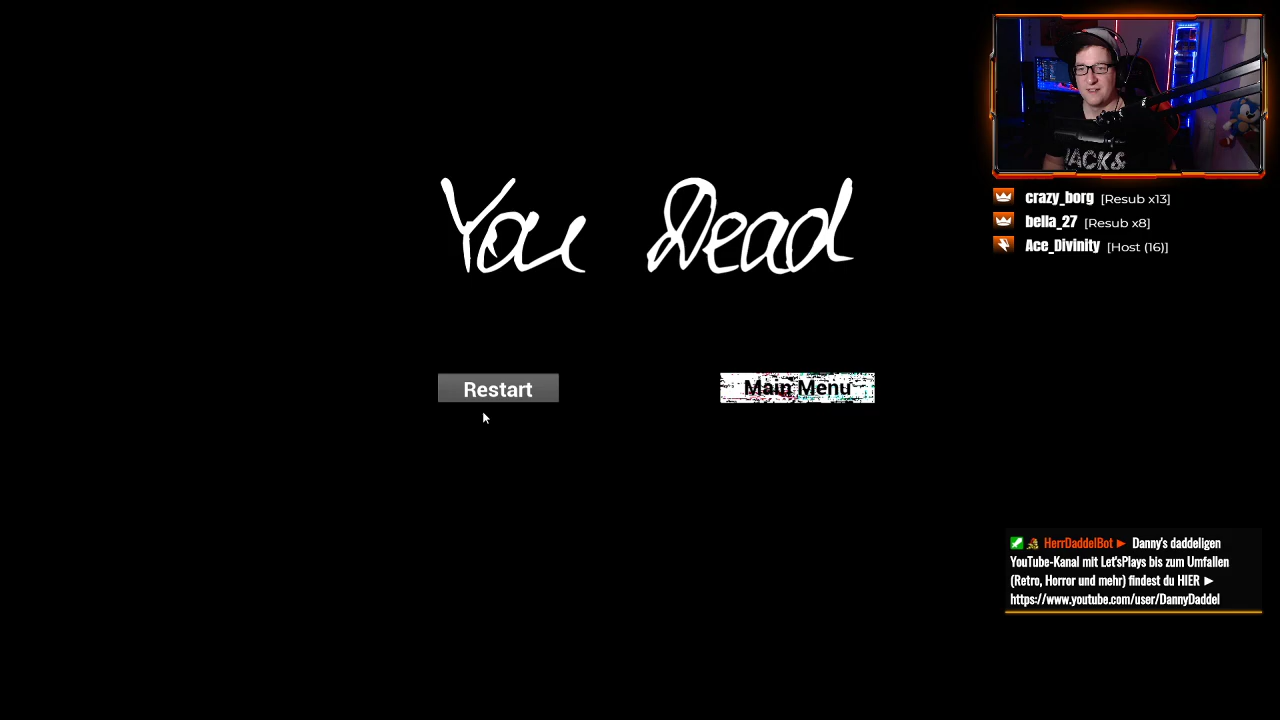 You Dead
Restart
Main Menu
JACKS
crazy_borg [Resub x13]
bella_27 [Resub x8]
Ace_Divinity [Host (16)]
HerrDaddelBot ► Danny's daddeligen
YouTube-Kanal mit Let'sPlays bis zum Umfallen
(Retro, Horror und mehr) findest du HIER ►
https://www.youtube.com/user/DannyDaddel